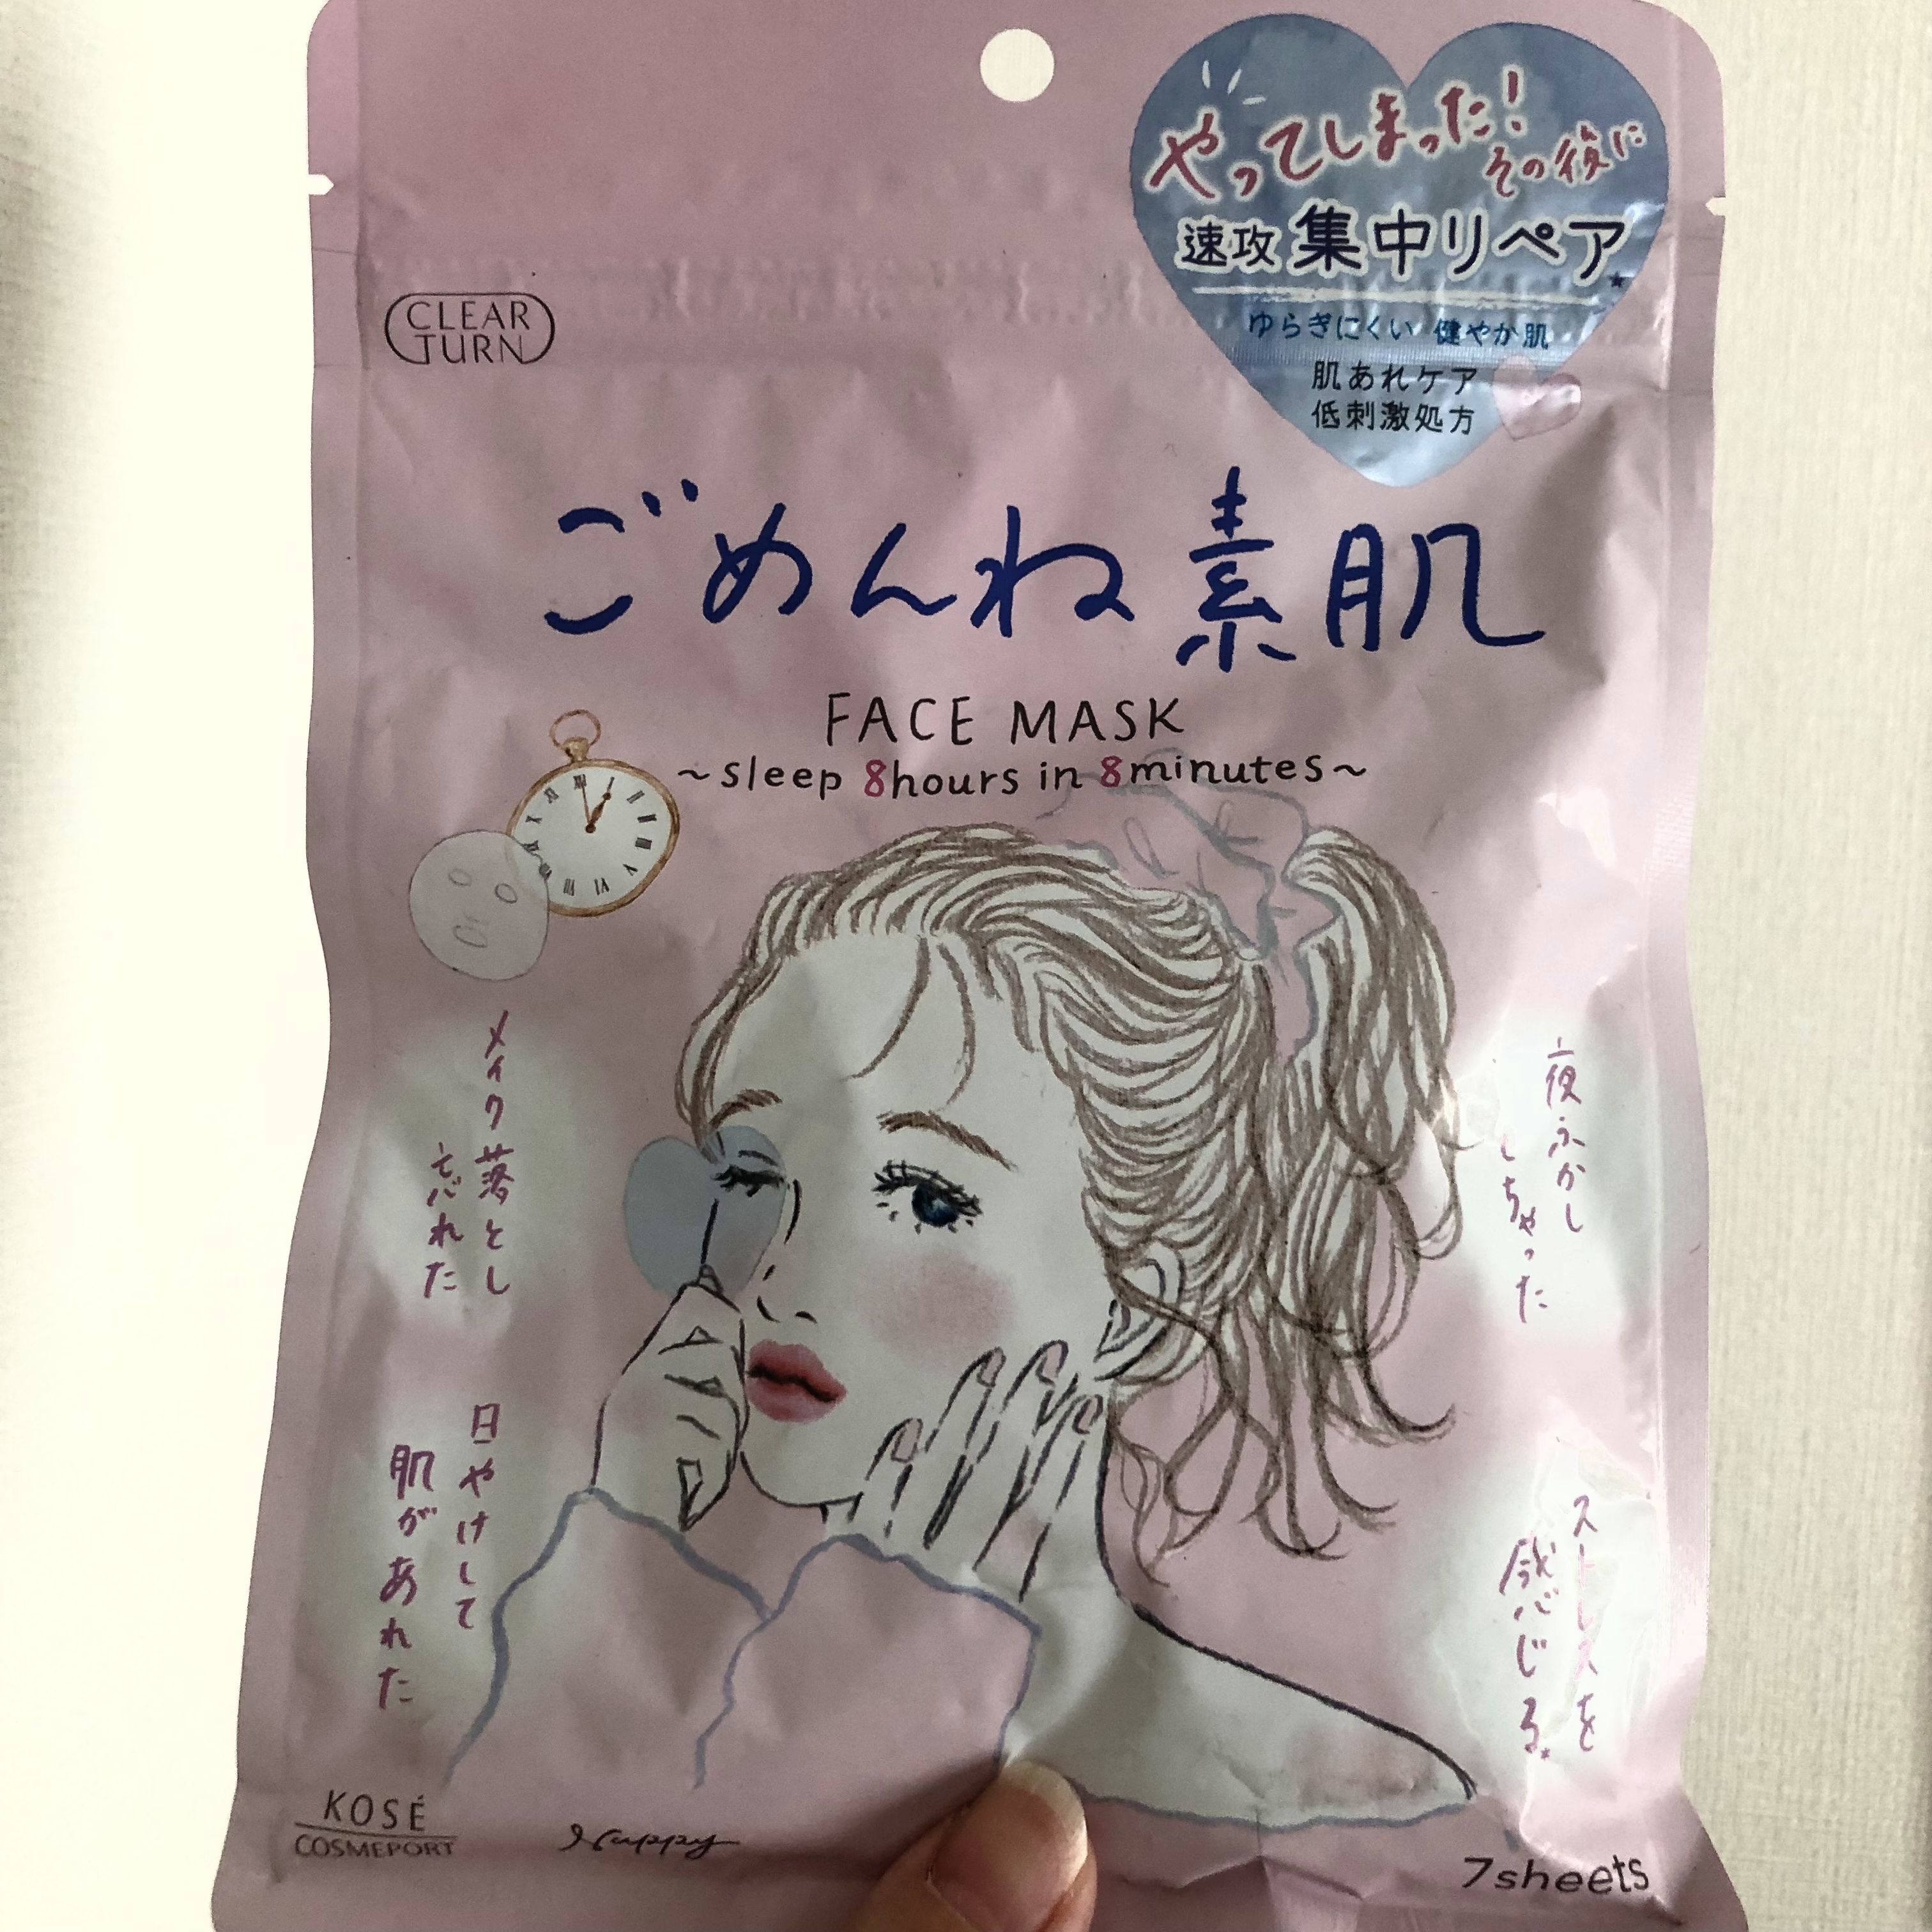 やってしまった!
その後に
速攻 集中リペア★
ゆらぎにくい 健やか肌
肌あれケア
低刺激処方
CLEAR
TURN
ごめんね素肌
FACE MASK
~sleep 8hours in 8minutes~
メイク落とし
忘れた
夜ふかし
しちゃった
日やけして
肌があれた
ストレスを
感じる★
KOSÉ
COSMEPORT
Nuppy
7sheets